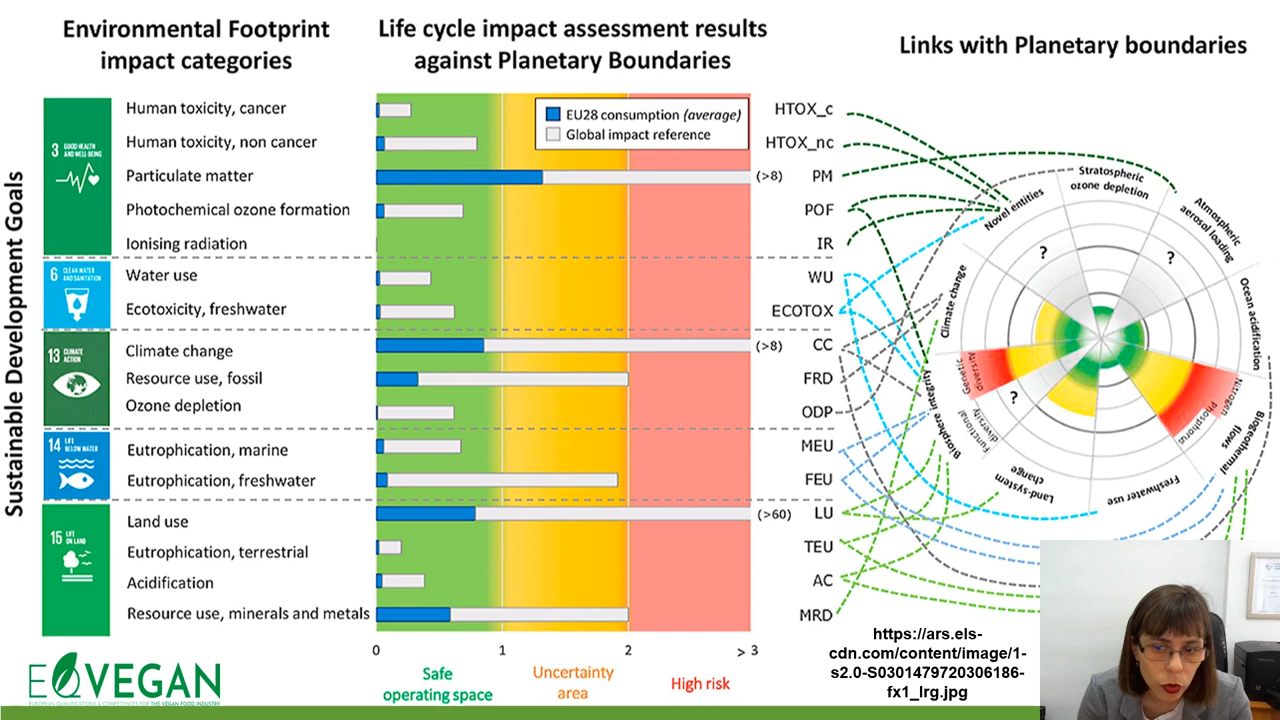 Environmental Footprint
impact categories
Life cycle impact assessment results
against Planetary Boundaries
Links with Planetary boundaries
Sustainable Development Goals
3 GOOD HEALTH
AND WELL-BEING
Human toxicity, cancer
Human toxicity, non cancer
Particulate matter
Photochemical ozone formation
Ionising radiation
6 CLEAN WATER
AND SANITATION
Water use
Ecotoxicity, freshwater
13 CLIMATE
ACTION
Climate change
Resource use, fossil
Ozone depletion
14 LIFE
BELOW WATER
Eutrophication, marine
Eutrophication, freshwater
15 LIFE
ON LAND
Land use
Eutrophication, terrestrial
Acidification
Resource use, minerals and metals
EU28 consumption (average)
Global impact reference
(>8)
(>8)
(>60)
0
1
2
> 3
Safe
operating space
Uncertainty
area
High risk
HTOX_c
HTOX_nc
PM
POF
IR
WU
ECOTOX
CC
FRD
ODP
MEU
FEU
LU
TEU
AC
MRD
Stratospheric
ozone depletion
Atmospheric
aerosol loading
Ocean acidification
Biogeothermal
flows
Nitrogen
Phosphorus
Freshwater use
Land-system
change
Biosphere integrity
Functional
diversity
Genetic
diversity
Climate change
Novel entities
?
?
?
https://ars.els-
cdn.com/content/image/1-
s2.0-S0301479720306186-
fx1_lrg.jpg
EQVEGAN
EUROPEAN QUALIFICATIONS & COMPETENCES FOR THE VEGAN FOOD INDUSTRY